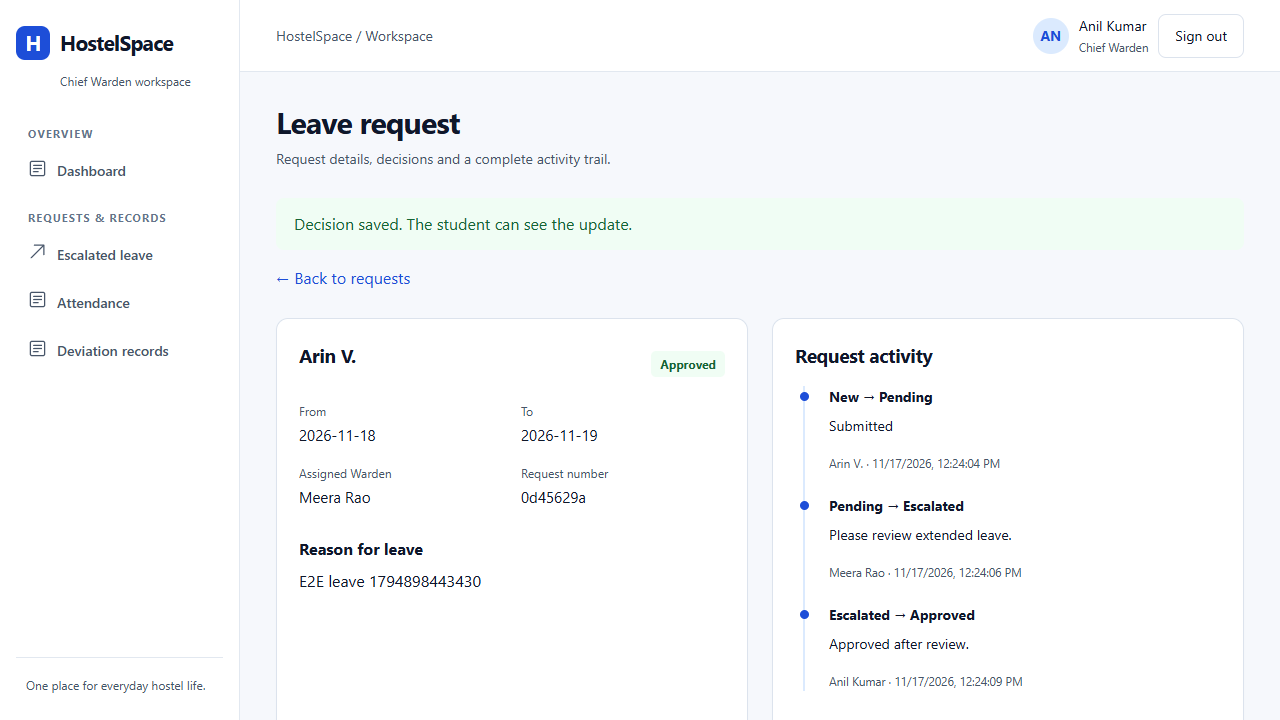 H HostelSpace
Chief Warden workspace
OVERVIEW
Dashboard
REQUESTS & RECORDS
Escalated leave
Attendance
Deviation records
One place for everyday hostel life.
HostelSpace / Workspace
AN
Anil Kumar
Chief Warden
Sign out
Leave request
Request details, decisions and a complete activity trail.
Decision saved. The student can see the update.
← Back to requests
Arin V.
Approved
From
To
2026-11-18
2026-11-19
Assigned Warden
Request number
Meera Rao
0d45629a
Reason for leave
E2E leave 1794898443430
Request activity
New → Pending
Submitted
Arin V. · 11/17/2026, 12:24:04 PM
Pending → Escalated
Please review extended leave.
Meera Rao · 11/17/2026, 12:24:06 PM
Escalated → Approved
Approved after review.
Anil Kumar · 11/17/2026, 12:24:09 PM